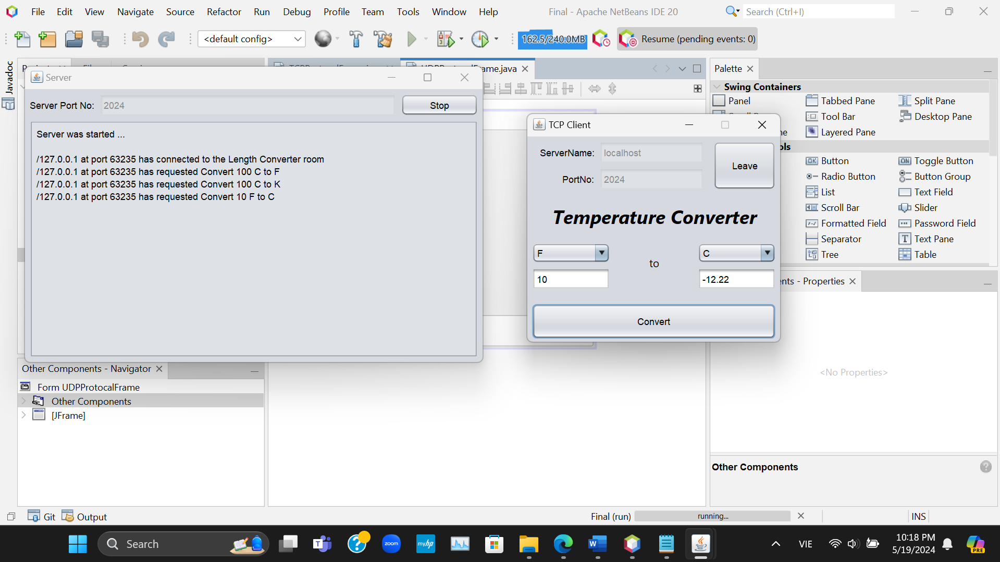 File Edit View Navigate Source Refactor Run Debug Profile Team Tools Window Help
Final - Apache NetBeans IDE 20
Search (Ctrl+I)
<default config>
162.5/240.0MB
Resume (pending events: 0)
Javadoc
ame.java
Palette
Swing Containers
Panel
Tabbed Pane
Split Pane
Tool Bar
Desktop Pane
Layered Pane
Button
Toggle Button
Radio Button
Button Group
List
Text Field
Scroll Bar
Slider
Formatted Field
Password Field
Separator
Text Pane
Tree
Table
Server
Server Port No: 2024
Stop
Server was started ...
/127.0.0.1 at port 63235 has connected to the Length Converter room
/127.0.0.1 at port 63235 has requested Convert 100 C to F
/127.0.0.1 at port 63235 has requested Convert 100 C to K
/127.0.0.1 at port 63235 has requested Convert 10 F to C
TCP Client
ServerName: localhost
PortNo: 2024
Leave
Temperature Converter
F
to
C
10
-12.22
Convert
nts - Properties
<No Properties>
Other Components
Other Components - Navigator
Form UDPProtocalFrame
Other Components
[JFrame]
Git
Output
Final (run)
running...
INS
Search
zoom
myhp
VIE
10:18 PM
5/19/2024
PRE